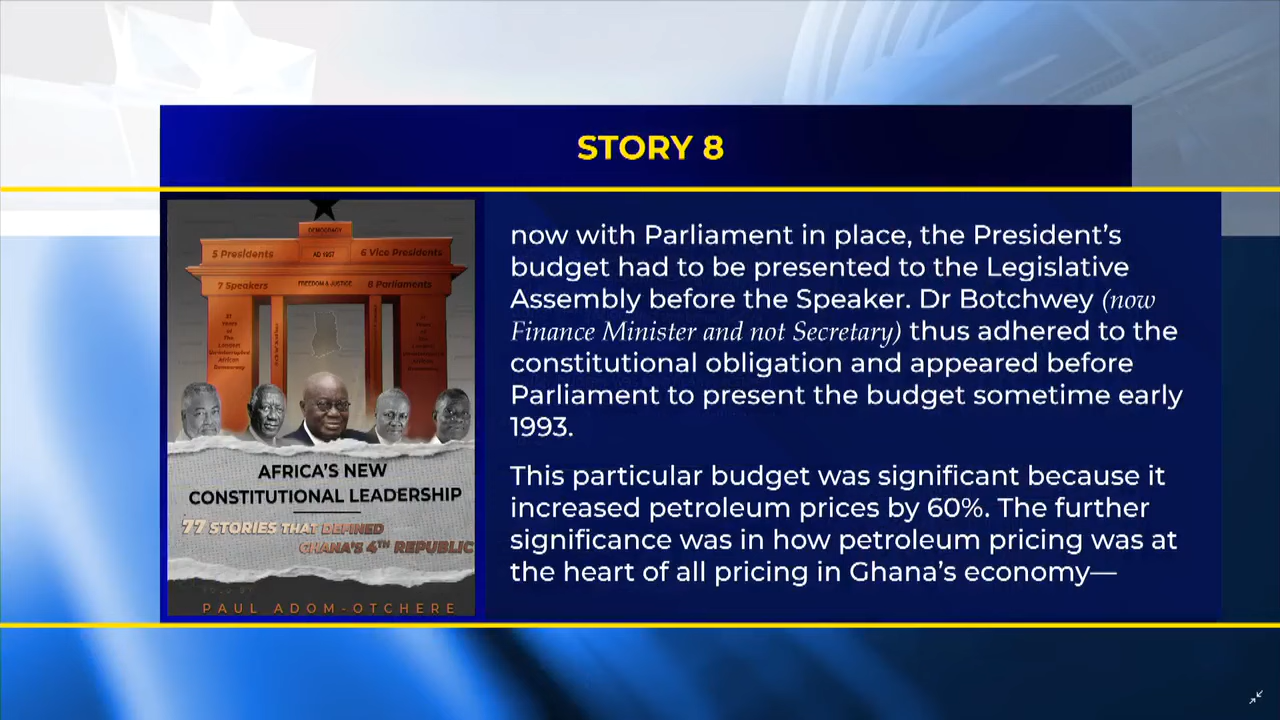 STORY 8
DEMOCRACY
5 Presidents
AD 1957
6 Vice Presidents
7 Speakers
FREEDOM & JUSTICE
6 Parliaments
AFRICA'S NEW
CONSTITUTIONAL LEADERSHIP
77 STORIES THAT DEFINED
GHANA'S 4TH REPUBLIC
PAUL ADOM-OTCHERE
now with Parliament in place, the President's
budget had to be presented to the Legislative
Assembly before the Speaker. Dr Botchwey (now
Finance Minister and not Secretary) thus adhered to the
constitutional obligation and appeared before
Parliament to present the budget sometime early
1993.
This particular budget was significant because it
increased petroleum prices by 60%. The further
significance was in how petroleum pricing was at
the heart of all pricing in Ghana's economy—